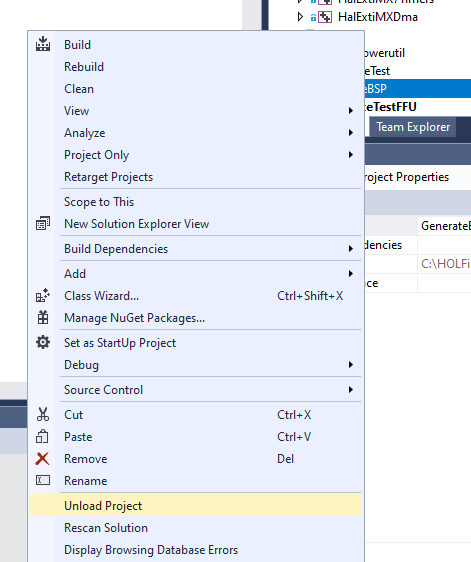 HalExtiMXDma
Build
Rebuild
Clean
View
Analyze
Project Only
Retarget Projects
Scope to This
New Solution Explorer View
Build Dependencies
Add
Class Wizard... Ctrl+Shift+X
Manage NuGet Packages...
Set as StartUp Project
Debug
Source Control
Cut Ctrl+X
Paste Ctrl+V
Remove Del
Rename
Unload Project
Rescan Solution
Display Browsing Database Errors
owerutil
eTest
eBSP
teTestFFU
Team Explorer
roject Properties
GenerateB
dencies
C:\HOLFi
ce